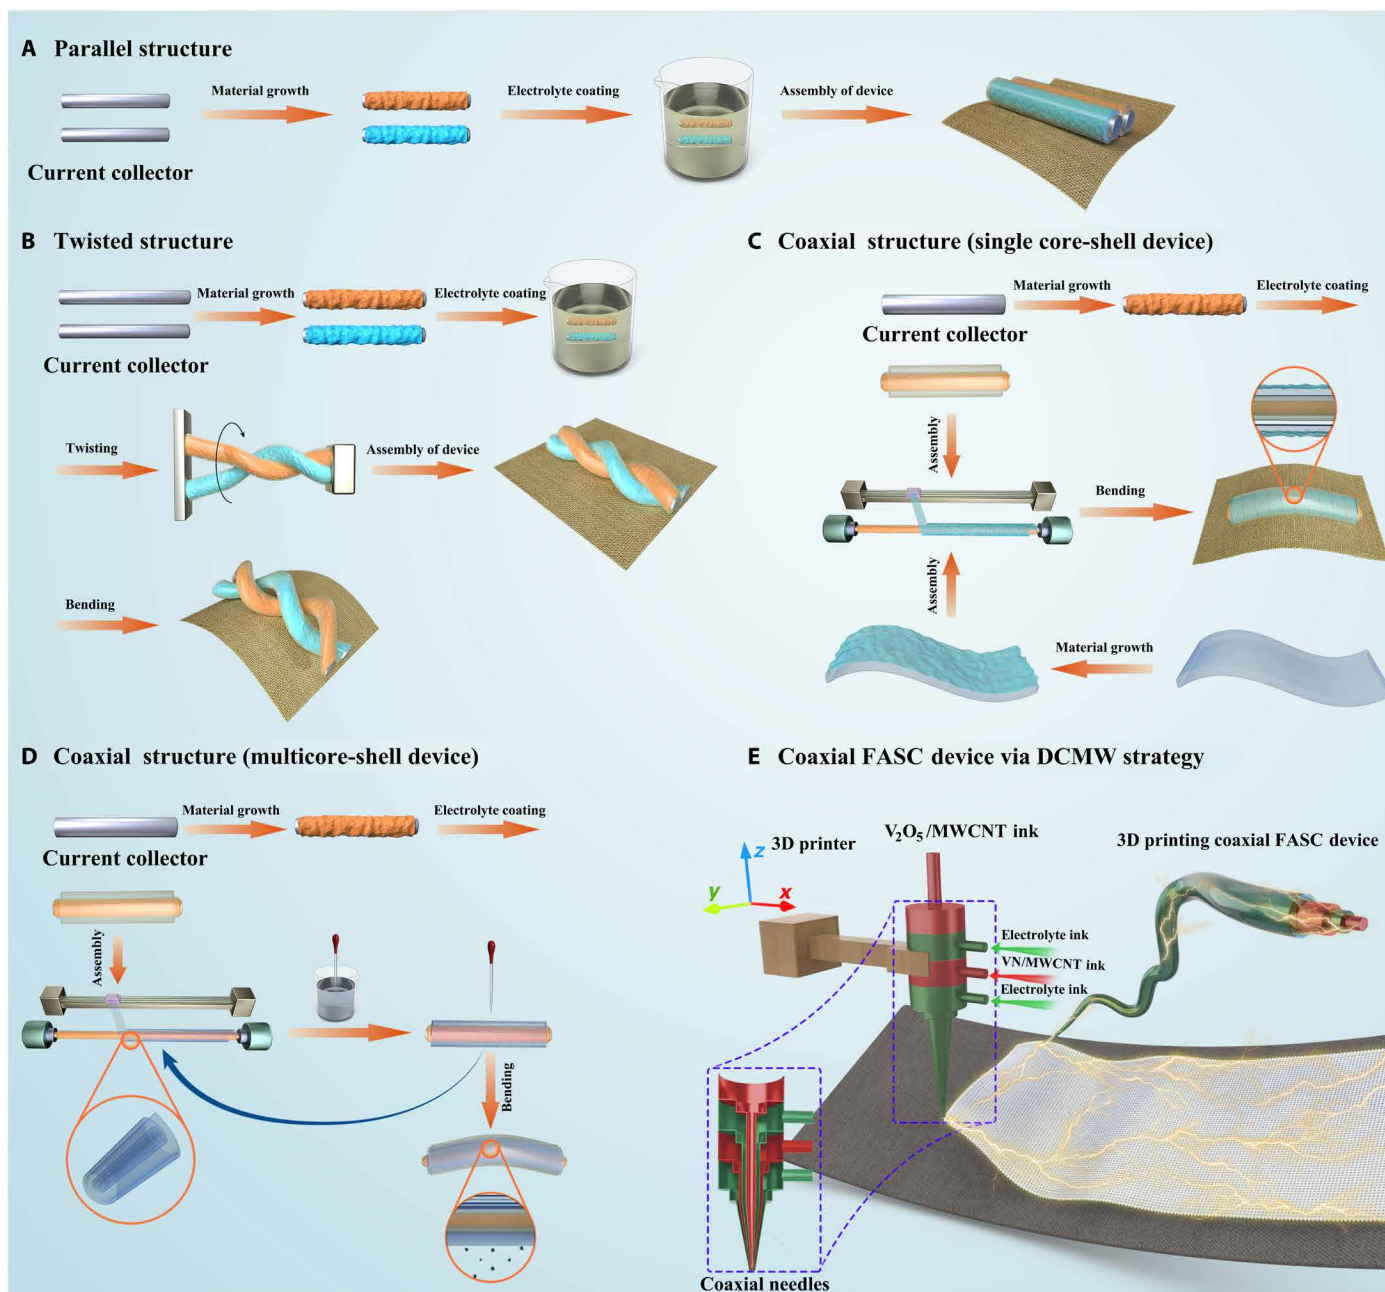 A Parallel structure
Material growth
Electrolyte coating
Assembly of device
Current collector
B Twisted structure
Material growth
Electrolyte coating
Current collector
Twisting
Assembly of device
Bending
C Coaxial structure (single core-shell device)
Material growth
Electrolyte coating
Current collector
Assembly
Bending
Assembly
Material growth
D Coaxial structure (multicore-shell device)
Material growth
Electrolyte coating
Current collector
Assembly
Bending
E Coaxial FASC device via DCMW strategy
V₂O₅/MWCNT ink
3D printer
3D printing coaxial FASC device
z
y
x
Electrolyte ink
VN/MWCNT ink
Electrolyte ink
Coaxial needles